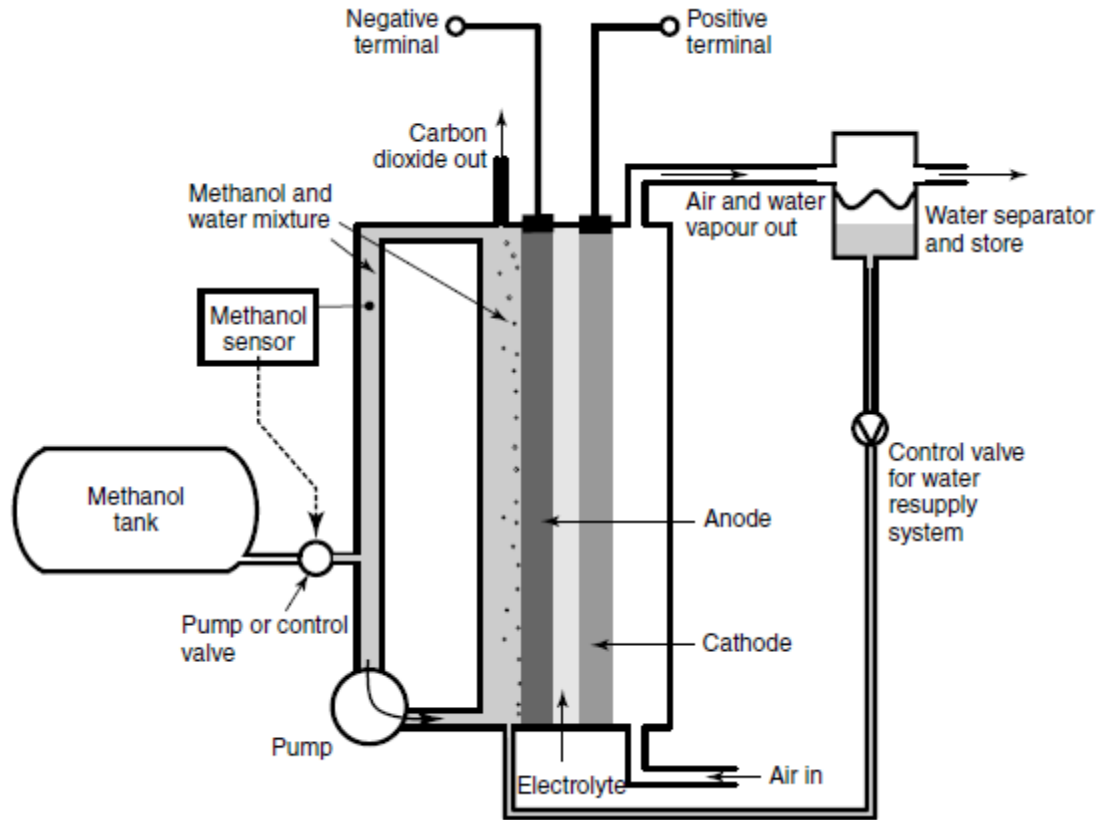 Negative
terminal
Positive
terminal
Carbon
dioxide out
Methanol and
water mixture
Air and water
vapour out
Water separator
and store
Methanol
sensor
Methanol
tank
Control valve
for water
resupply
system
Anode
Pump or control
valve
Cathode
Pump
Electrolyte
Air in